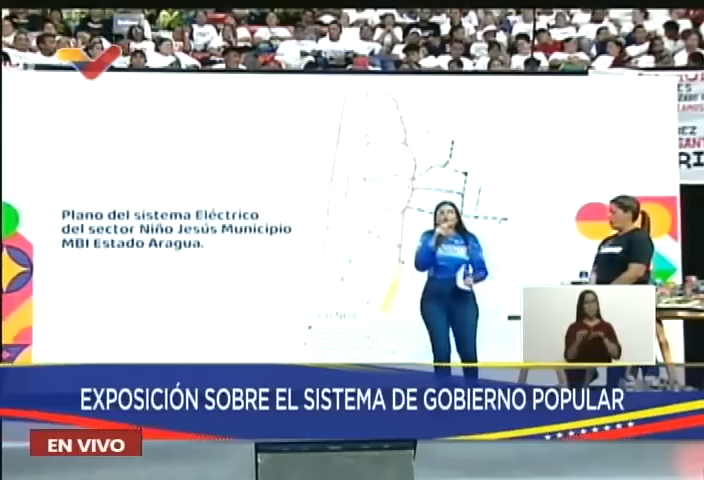 Plano del sistema Eléctrico
del sector Niño Jesús Municipio
MBI Estado Aragua.
EXPOSICIÓN SOBRE EL SISTEMA DE GOBIERNO POPULAR
EN VIVO